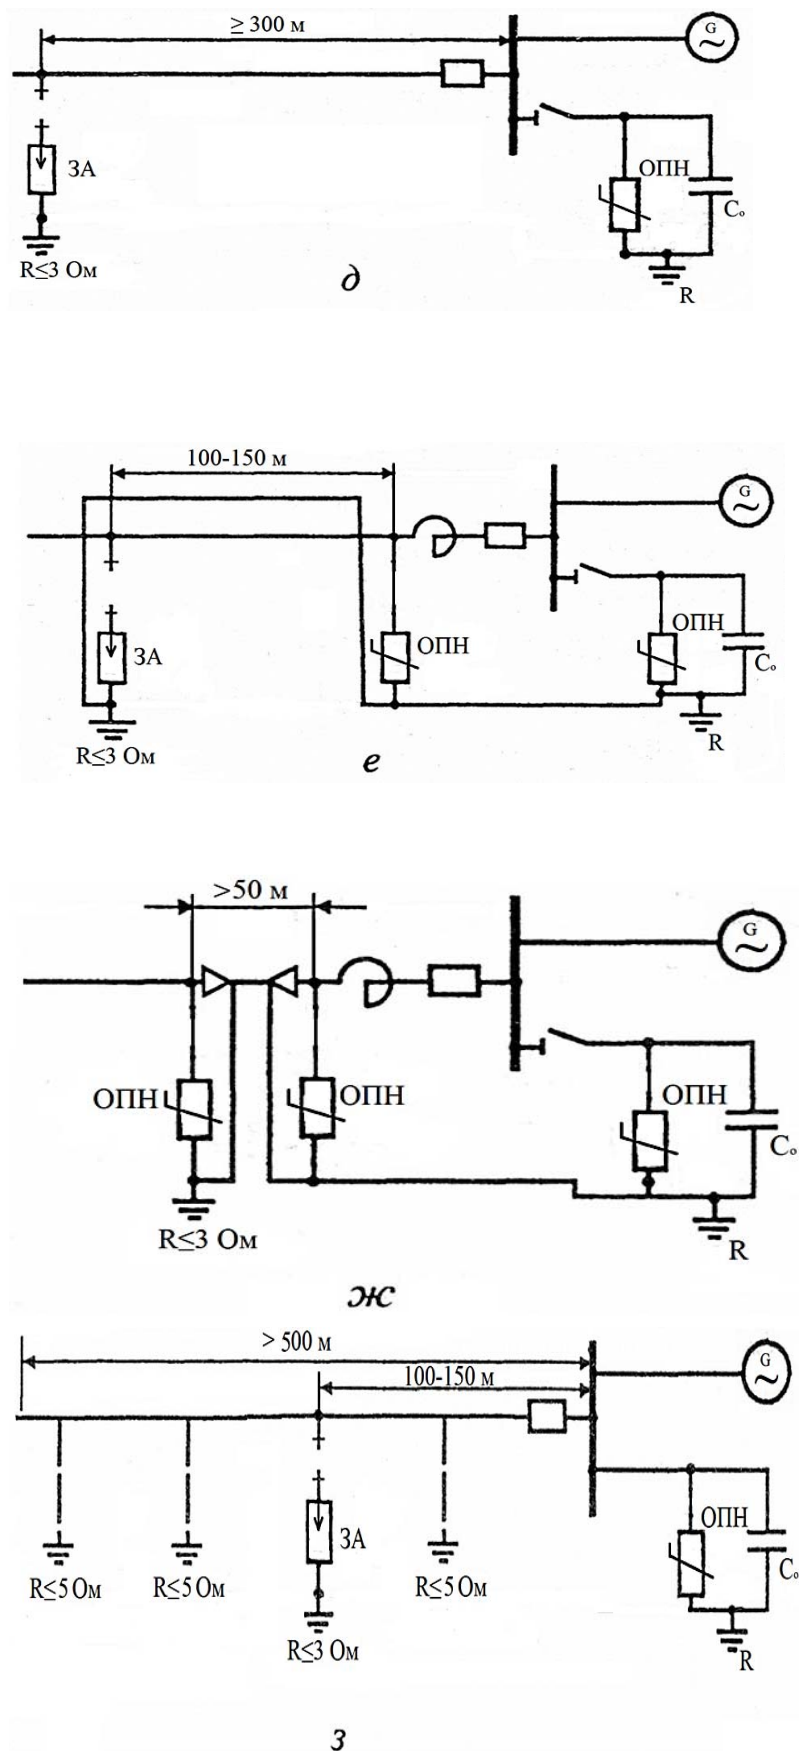 ≥ 300 м
G
ЗА
ОПН
Cₒ
R≤3 Ом
R
д
100-150 м
G
ЗА
ОПН
ОПН
Cₒ
R≤3 Ом
R
е
>50 м
G
ОПН
ОПН
ОПН
Cₒ
R≤3 Ом
R
ж
> 500 м
100-150 м
G
ЗА
ОПН
Cₒ
R≤5 Ом
R≤5 Ом
R≤5 Ом
R≤3 Ом
R
з